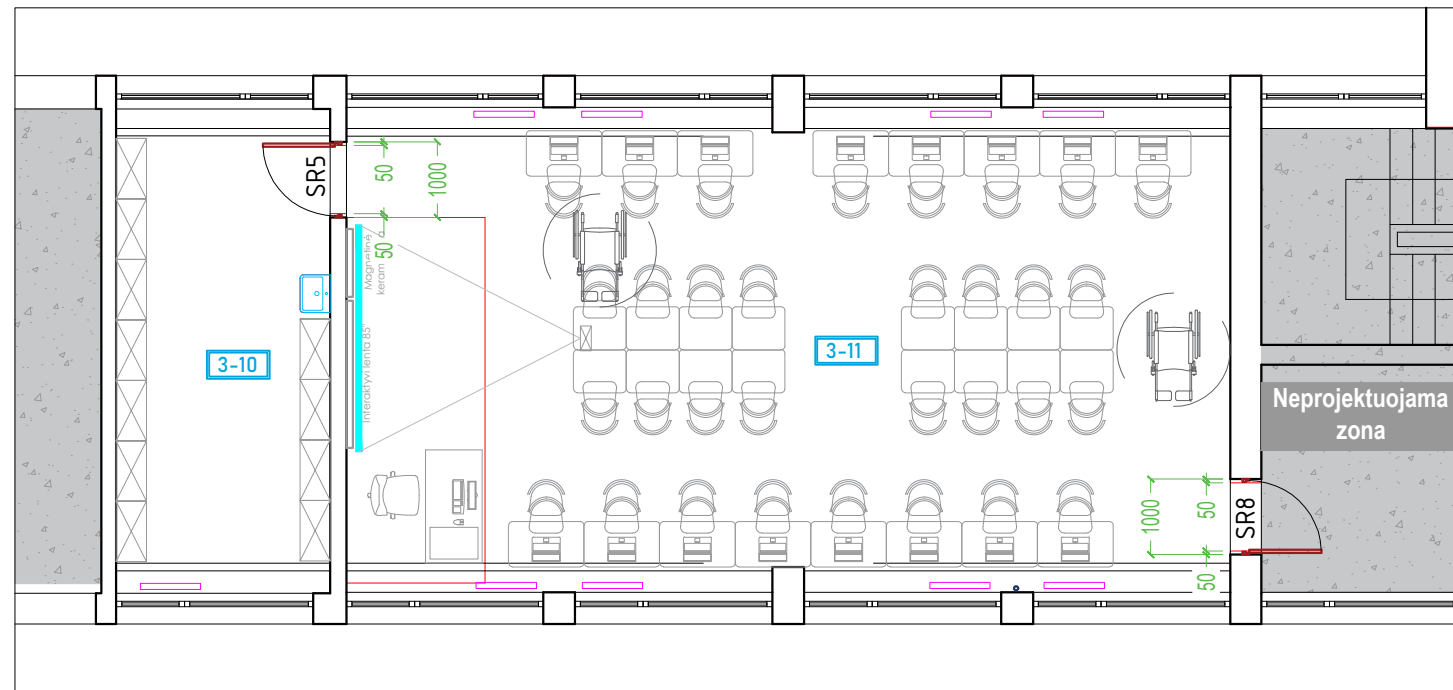 SR5
50
1000
50
Magnetinė
keram
a
Interaktyvi lenta 85"
3-10
3-11
Neprojektuojama
zona
1000
50
SR8
50